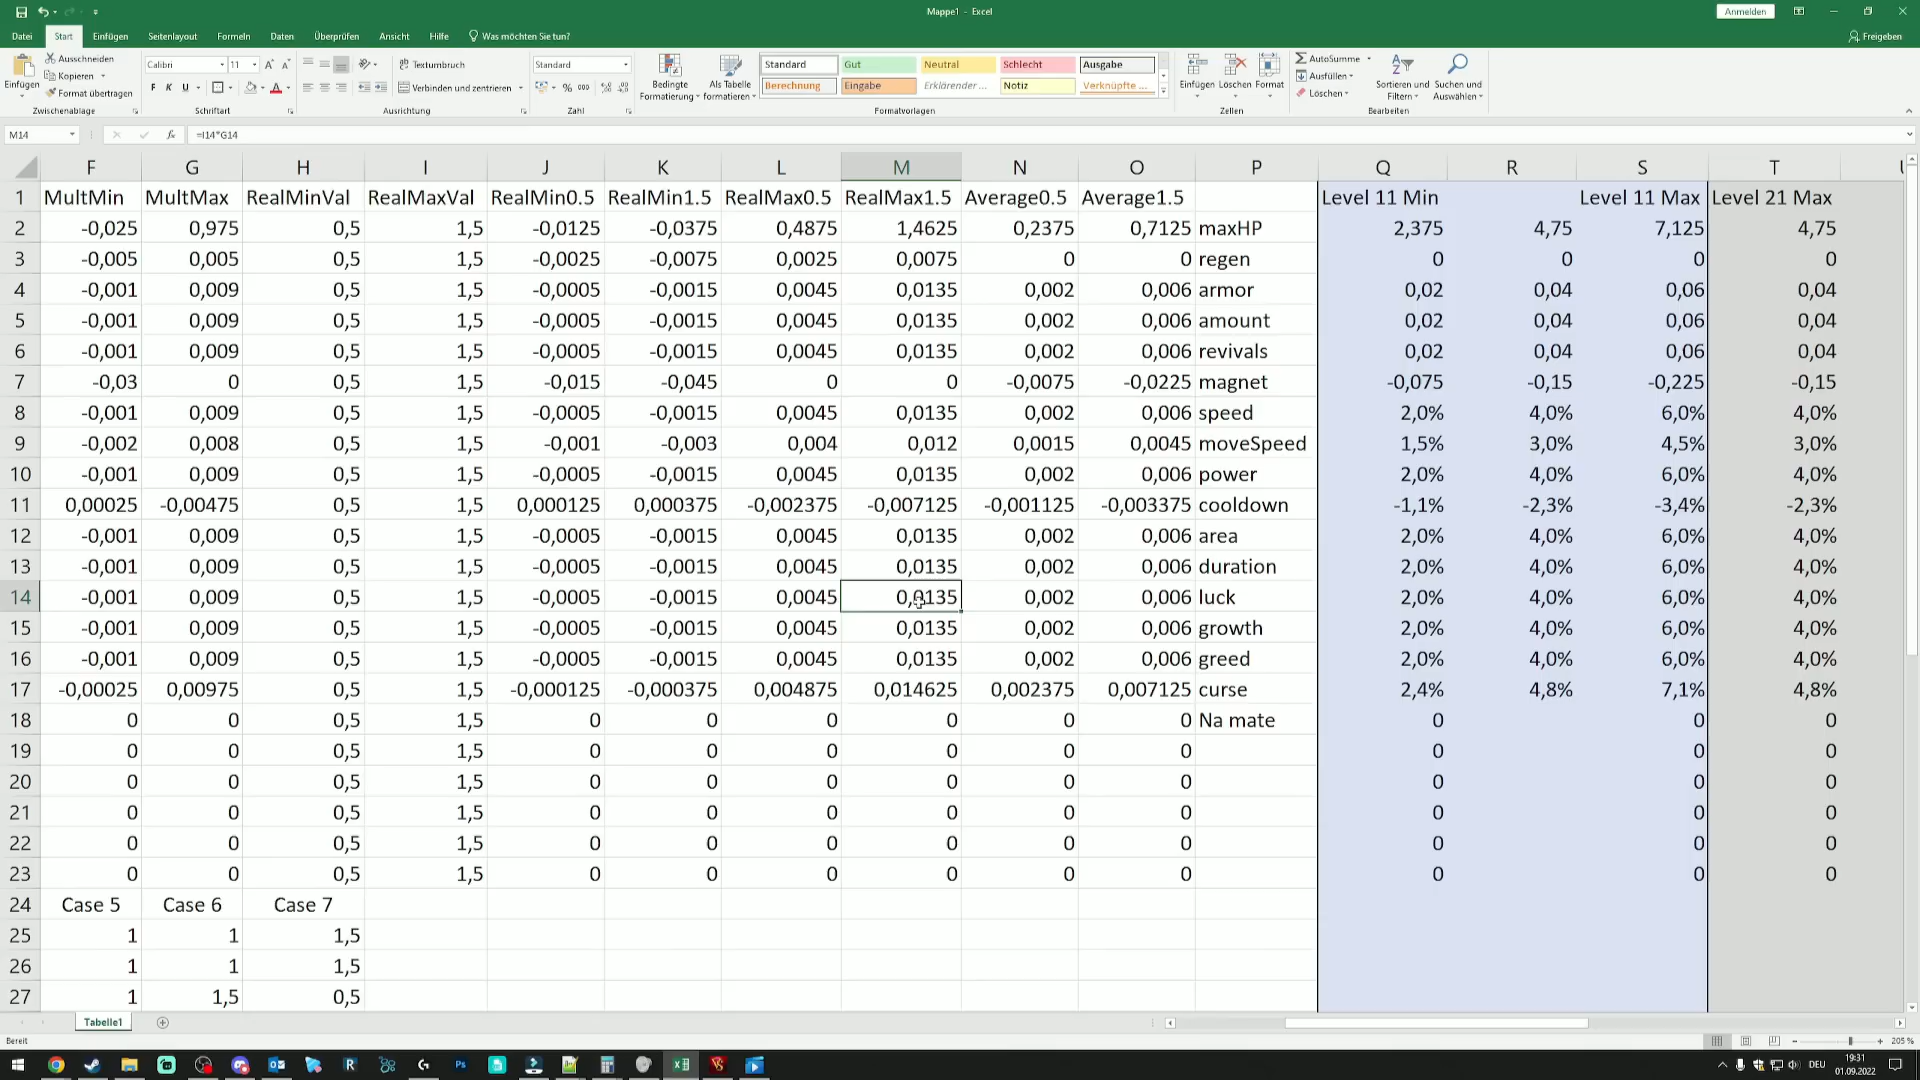 Mappe1 - Excel
Anmelden
Datei Start Einfügen Seitenlayout Formeln Daten Überprüfen Ansicht Hilfe Was möchten Sie tun? Freigeben
Einfügen
Ausschneiden
Kopieren
Format übertragen
Zwischenablage
Calibri 11
F K U
Schriftart
Textumbruch
Verbinden und zentrieren
Ausrichtung
Standard
% 000
Zahl
Bedingte Formatierung
Als Tabelle formatieren
Standard Gut Neutral Schlecht Ausgabe
Berechnung Eingabe Erklärender ... Notiz Verknüpfte ...
Formatvorlagen
Einfügen Löschen Format
Zellen
AutoSumme
Ausfüllen
Löschen
Sortieren und Filtern
Suchen und Auswählen
Bearbeiten
M14 fx =I14*G14
F G H I J K L M N O P Q R S T
1 MultMin MultMax RealMinVal RealMaxVal RealMin0.5 RealMin1.5 RealMax0.5 RealMax1.5 Average0.5 Average1.5 Level 11 Min Level 11 Max Level 21 Max
2 -0,025 0,975 0,5 1,5 -0,0125 -0,0375 0,4875 1,4625 0,2375 0,7125 maxHP 2,375 4,75 7,125 4,75
3 -0,005 0,005 0,5 1,5 -0,0025 -0,0075 0,0025 0,0075 0 0 regen 0 0 0 0
4 -0,001 0,009 0,5 1,5 -0,0005 -0,0015 0,0045 0,0135 0,002 0,006 armor 0,02 0,04 0,06 0,04
5 -0,001 0,009 0,5 1,5 -0,0005 -0,0015 0,0045 0,0135 0,002 0,006 amount 0,02 0,04 0,06 0,04
6 -0,001 0,009 0,5 1,5 -0,0005 -0,0015 0,0045 0,0135 0,002 0,006 revivals 0,02 0,04 0,06 0,04
7 -0,03 0 0,5 1,5 -0,015 -0,045 0 0 -0,0075 -0,0225 magnet -0,075 -0,15 -0,225 -0,15
8 -0,001 0,009 0,5 1,5 -0,0005 -0,0015 0,0045 0,0135 0,002 0,006 speed 2,0% 4,0% 6,0% 4,0%
9 -0,002 0,008 0,5 1,5 -0,001 -0,003 0,004 0,012 0,0015 0,0045 moveSpeed 1,5% 3,0% 4,5% 3,0%
10 -0,001 0,009 0,5 1,5 -0,0005 -0,0015 0,0045 0,0135 0,002 0,006 power 2,0% 4,0% 6,0% 4,0%
11 0,00025 -0,00475 0,5 1,5 0,000125 0,000375 -0,002375 -0,007125 -0,001125 -0,003375 cooldown -1,1% -2,3% -3,4% -2,3%
12 -0,001 0,009 0,5 1,5 -0,0005 -0,0015 0,0045 0,0135 0,002 0,006 area 2,0% 4,0% 6,0% 4,0%
13 -0,001 0,009 0,5 1,5 -0,0005 -0,0015 0,0045 0,0135 0,002 0,006 duration 2,0% 4,0% 6,0% 4,0%
14 -0,001 0,009 0,5 1,5 -0,0005 -0,0015 0,0045 0,0135 0,002 0,006 luck 2,0% 4,0% 6,0% 4,0%
15 -0,001 0,009 0,5 1,5 -0,0005 -0,0015 0,0045 0,0135 0,002 0,006 growth 2,0% 4,0% 6,0% 4,0%
16 -0,001 0,009 0,5 1,5 -0,0005 -0,0015 0,0045 0,0135 0,002 0,006 greed 2,0% 4,0% 6,0% 4,0%
17 -0,00025 0,00975 0,5 1,5 -0,000125 -0,000375 0,004875 0,014625 0,002375 0,007125 curse 2,4% 4,8% 7,1% 4,8%
18 0 0 0,5 1,5 0 0 0 0 0 0 Na mate 0 0 0
19 0 0 0,5 1,5 0 0 0 0 0 0 0 0 0
20 0 0 0,5 1,5 0 0 0 0 0 0 0 0 0
21 0 0 0,5 1,5 0 0 0 0 0 0 0 0 0
22 0 0 0,5 1,5 0 0 0 0 0 0 0 0 0
23 0 0 0,5 1,5 0 0 0 0 0 0 0 0 0
24 Case 5 Case 6 Case 7
25 1 1 1,5
26 1 1 1,5
27 1 1,5 0,5
Tabelle1
Bereit
205 %
DEU
19:31
01.09.2022